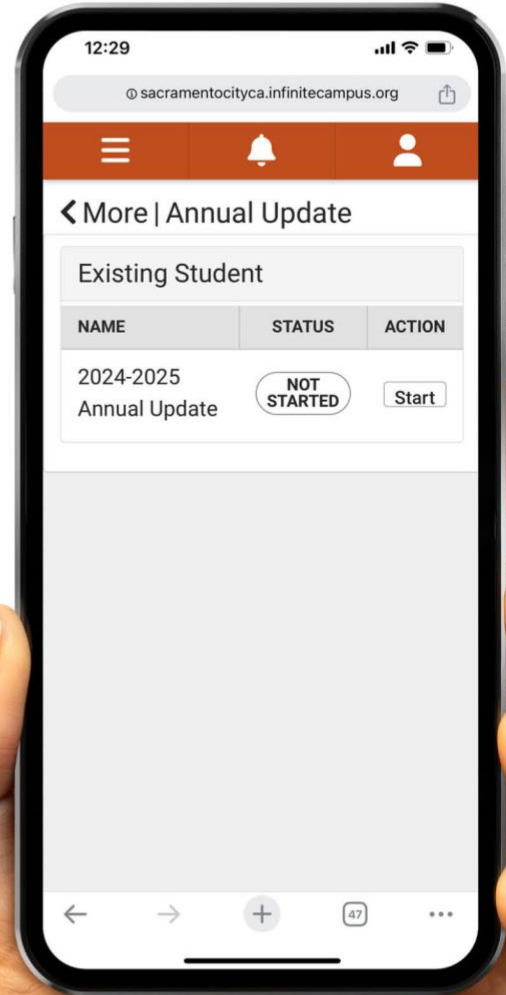 12:29
sacramentocityca.infinitecampus.org
More | Annual Update
Existing Student
NAME STATUS ACTION
2024-2025 Annual Update NOT STARTED Start
47